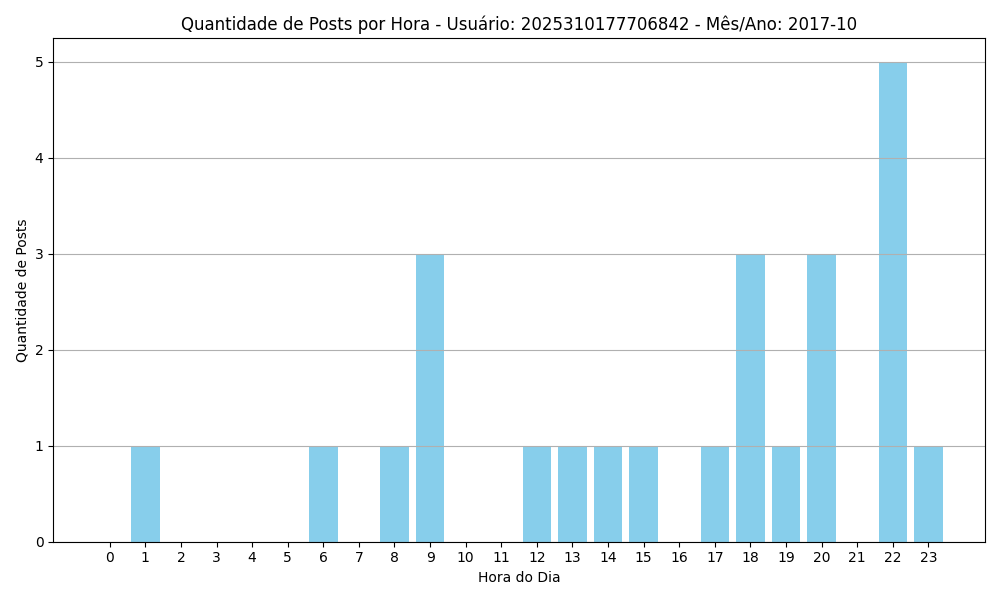 Quantidade de Posts por Hora - Usuário: 2025310177706842 - Mês/Ano: 2017-10
Quantidade de Posts
5
4
3
2
1
0
0 1 2 3 4 5 6 7 8 9 10 11 12 13 14 15 16 17 18 19 20 21 22 23
Hora do Dia